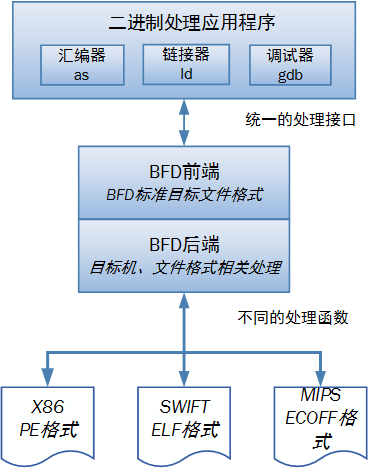 二进制处理应用程序
汇编器
as
链接器
ld
调试器
gdb
统一的处理接口
BFD前端
BFD标准目标文件格式
BFD后端
目标机、文件格式相关处理
不同的处理函数
X86
PE格式
SWIFT
ELF格式
MIPS
ECOFF格
式